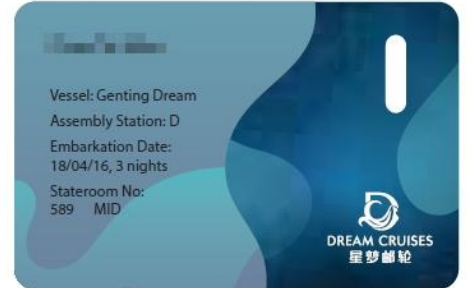 Vessel: Genting Dream
Assembly Station: D
Embarkation Date:
18/04/16, 3 nights
Stateroom No:
589 MID
DREAM CRUISES
星梦邮轮